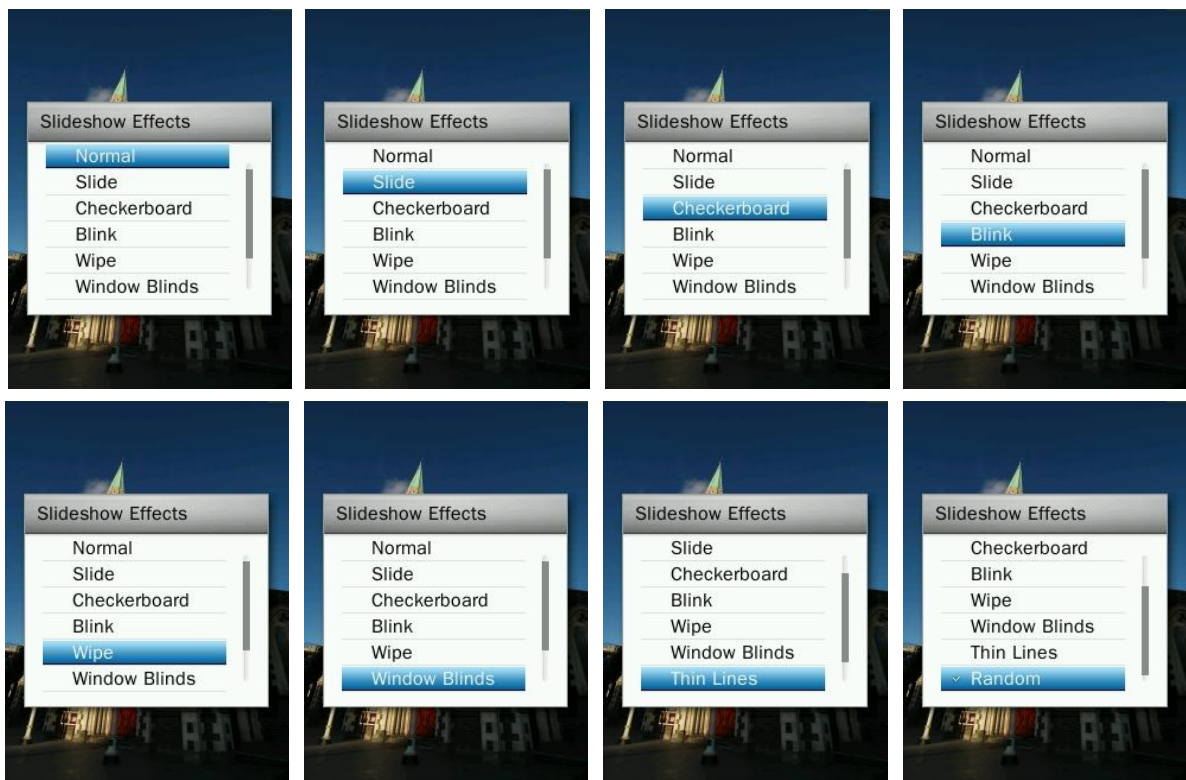 Slideshow Effects
Normal
Slide
Checkerboard
Blink
Wipe
Window Blinds
Slideshow Effects
Normal
Slide
Checkerboard
Blink
Wipe
Window Blinds
Slideshow Effects
Normal
Slide
Checkerboard
Blink
Wipe
Window Blinds
Slideshow Effects
Normal
Slide
Checkerboard
Blink
Wipe
Window Blinds
Slideshow Effects
Normal
Slide
Checkerboard
Blink
Wipe
Window Blinds
Slideshow Effects
Normal
Slide
Checkerboard
Blink
Wipe
Window Blinds
Slideshow Effects
Slide
Checkerboard
Blink
Wipe
Window Blinds
Thin Lines
Slideshow Effects
Checkerboard
Blink
Wipe
Window Blinds
Thin Lines
Random